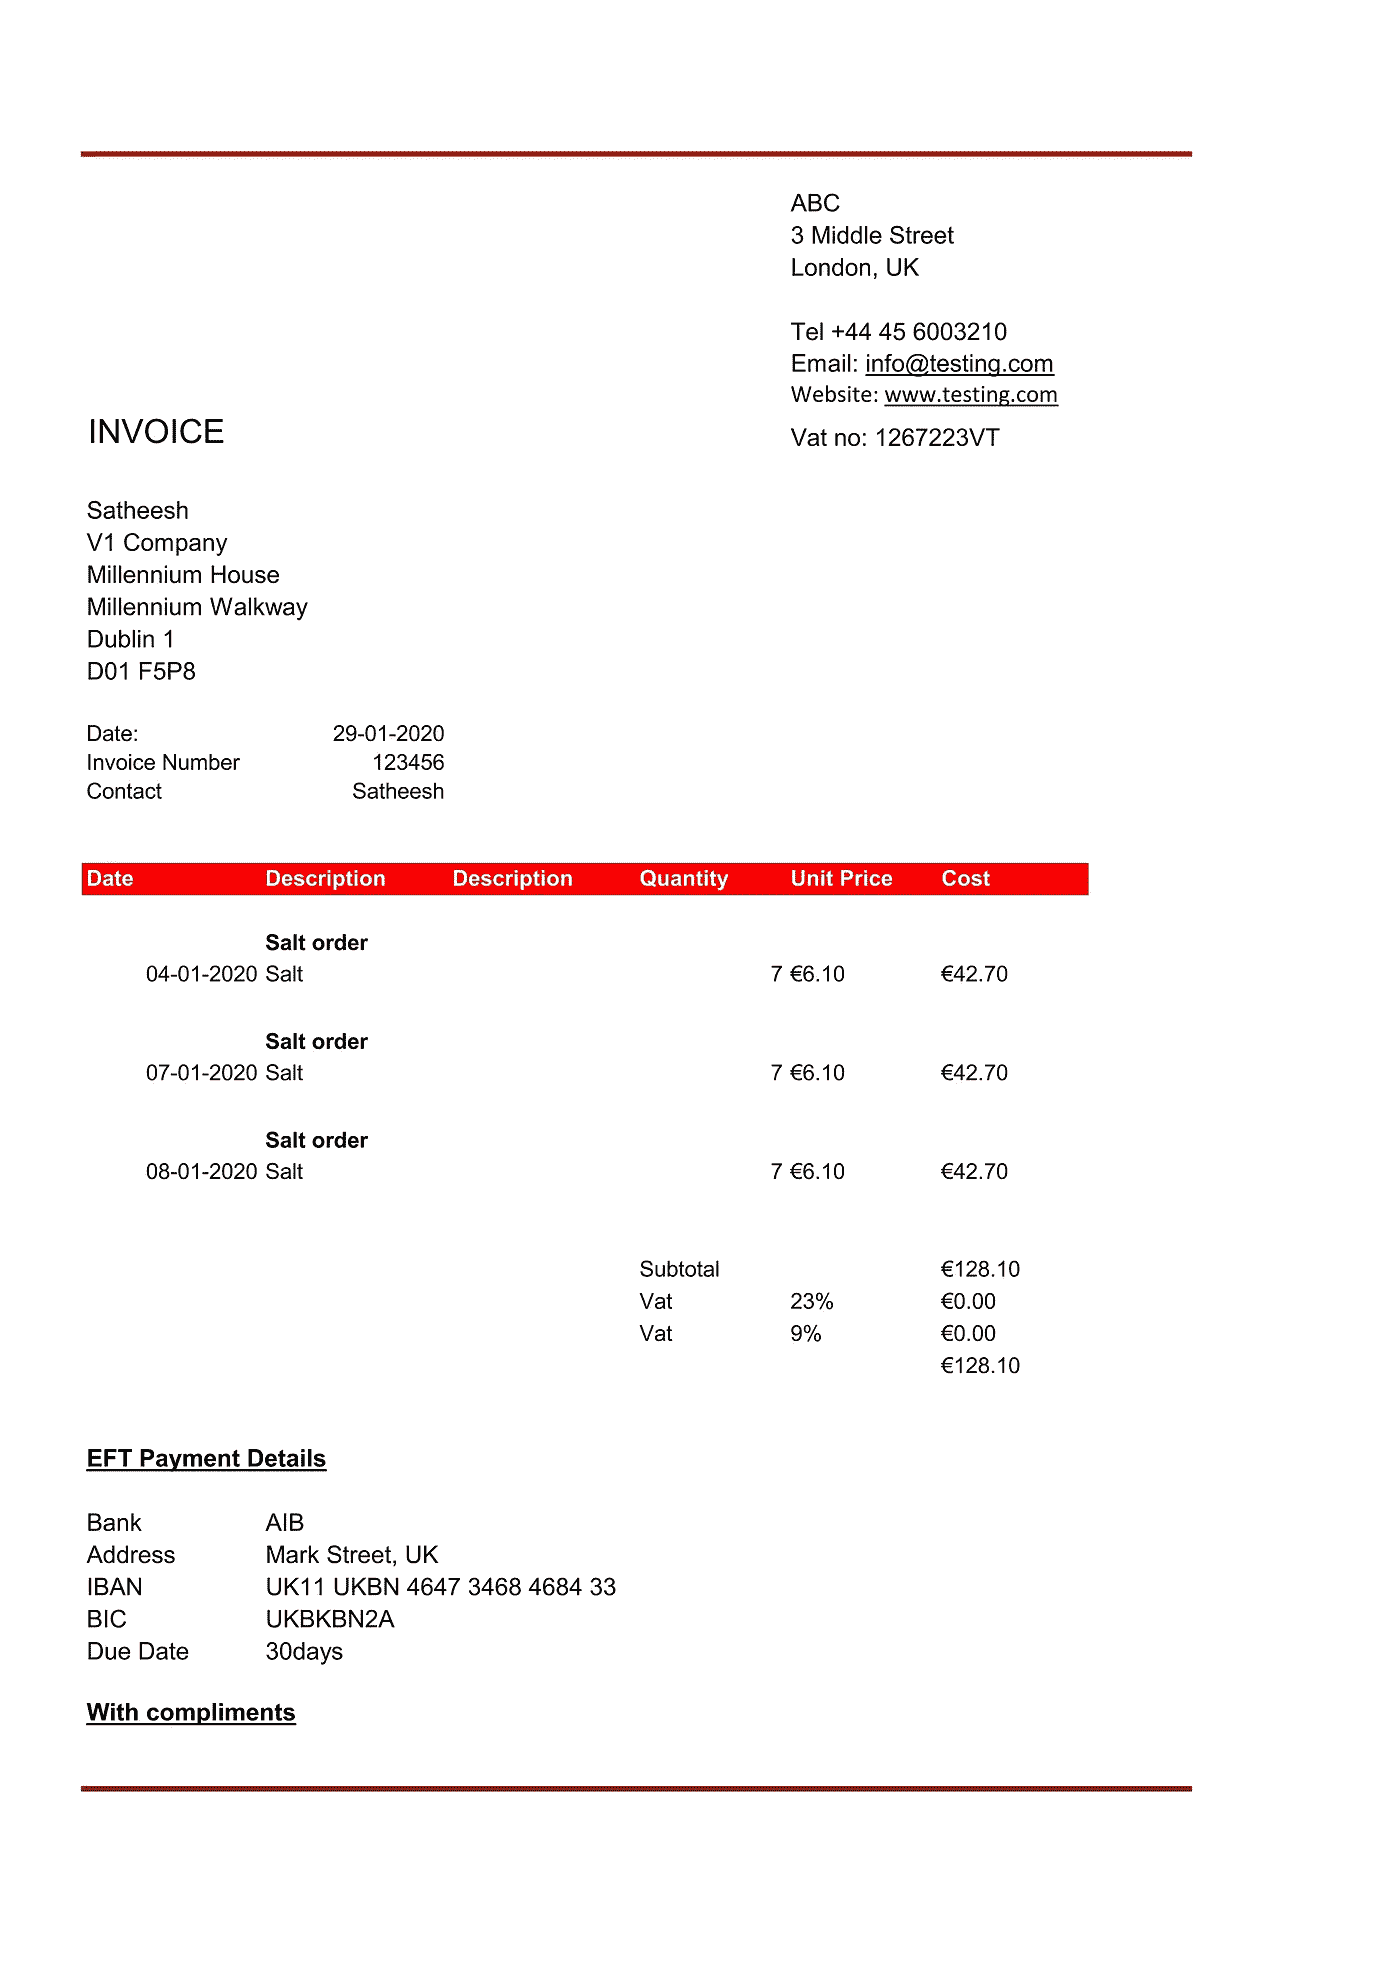 ABC
3 Middle Street
London, UK
Tel +44 45 6003210
Email: info@testing.com
Website: www.testing.com
INVOICE
Vat no: 1267223VT
Satheesh
V1 Company
Millennium House
Millennium Walkway
Dublin 1
D01 F5P8
Date: 29-01-2020
Invoice Number 123456
Contact Satheesh
Date Description Description Quantity Unit Price Cost
Salt order
04-01-2020 Salt 7 €6.10 €42.70
Salt order
07-01-2020 Salt 7 €6.10 €42.70
Salt order
08-01-2020 Salt 7 €6.10 €42.70
Subtotal €128.10
Vat 23% €0.00
Vat 9% €0.00
€128.10
EFT Payment Details
Bank AIB
Address Mark Street, UK
IBAN UK11 UKBN 4647 3468 4684 33
BIC UKBKBN2A
Due Date 30days
With compliments